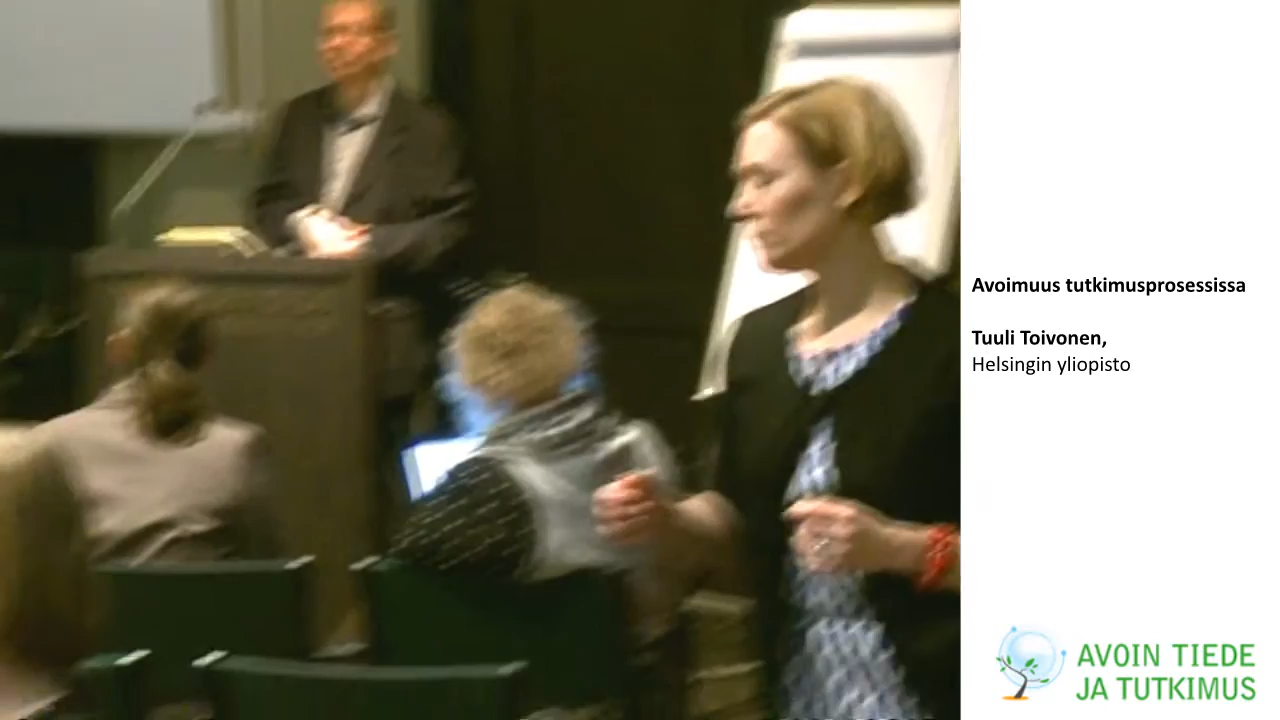 Avoimuus tutkimusprosessissa
Tuuli Toivonen,
Helsingin yliopisto
AVOIN TIEDE
JA TUTKIMUS